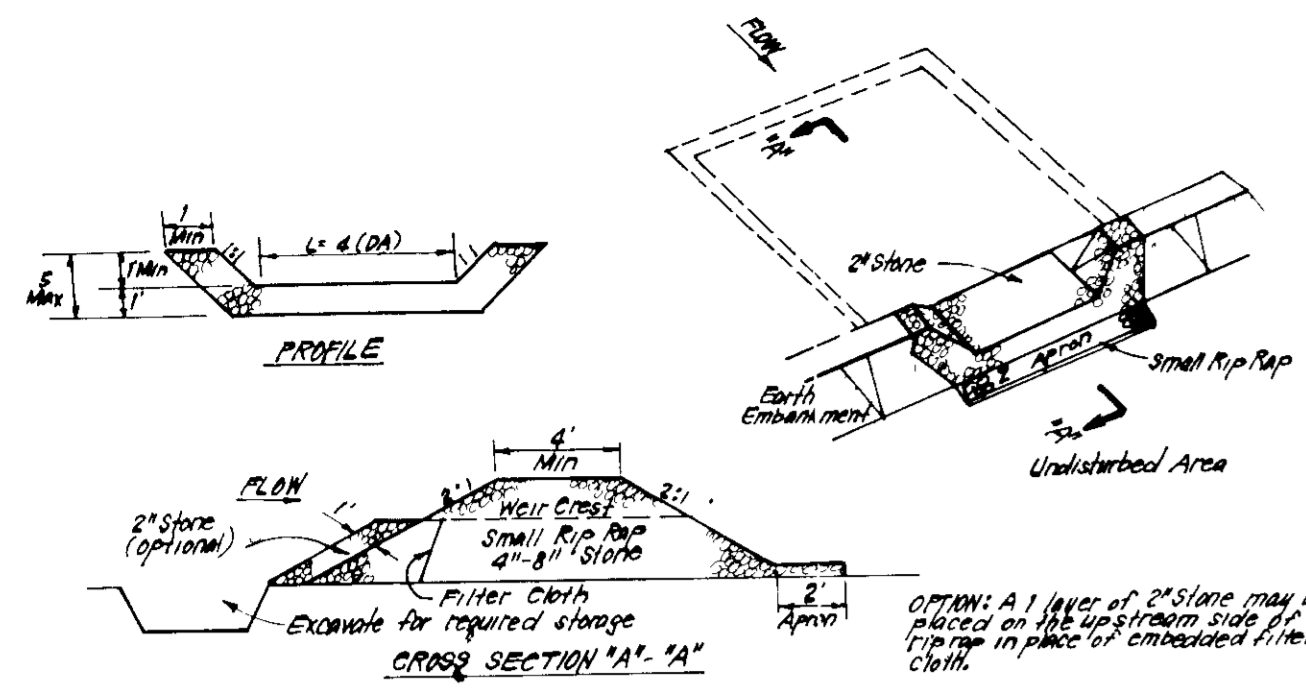 FLOW
"A"
1
Min
1:1
L= 4 (DA)
1:1
5
MAX
1 Min
1'
PROFILE
2" Stone
Apron
2'
Small Rip Rap
Earth
Embankment
"A"
Undisturbed Area
4'
Min
FLOW
1'
2:1
2:1
2" Stone
(optional)
Weir Crest
Small Rip Rap
4"-8" Stone
Filter Cloth
2'
Apron
Excavate for required storage
CROSS SECTION "A"-"A"
OPTION: A 1 layer of 2" Stone may
placed on the upstream side of
riprap in place of embedded filter
cloth.